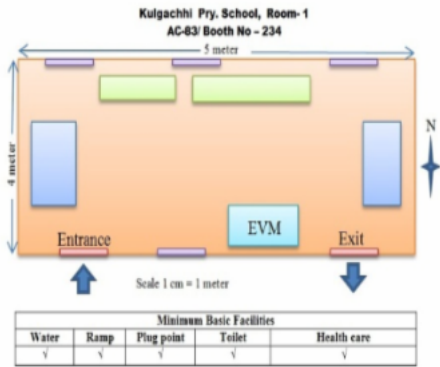 Kulgachhi Pry. School, Room- 1
AC-83/ Booth No – 234
5 meter
4 meter
N
EVM
Entrance
Exit
Scale 1 cm = 1 meter
Minimum Basic Facilities
Water Ramp Plug point Toilet Health care
√ √ √ √ √